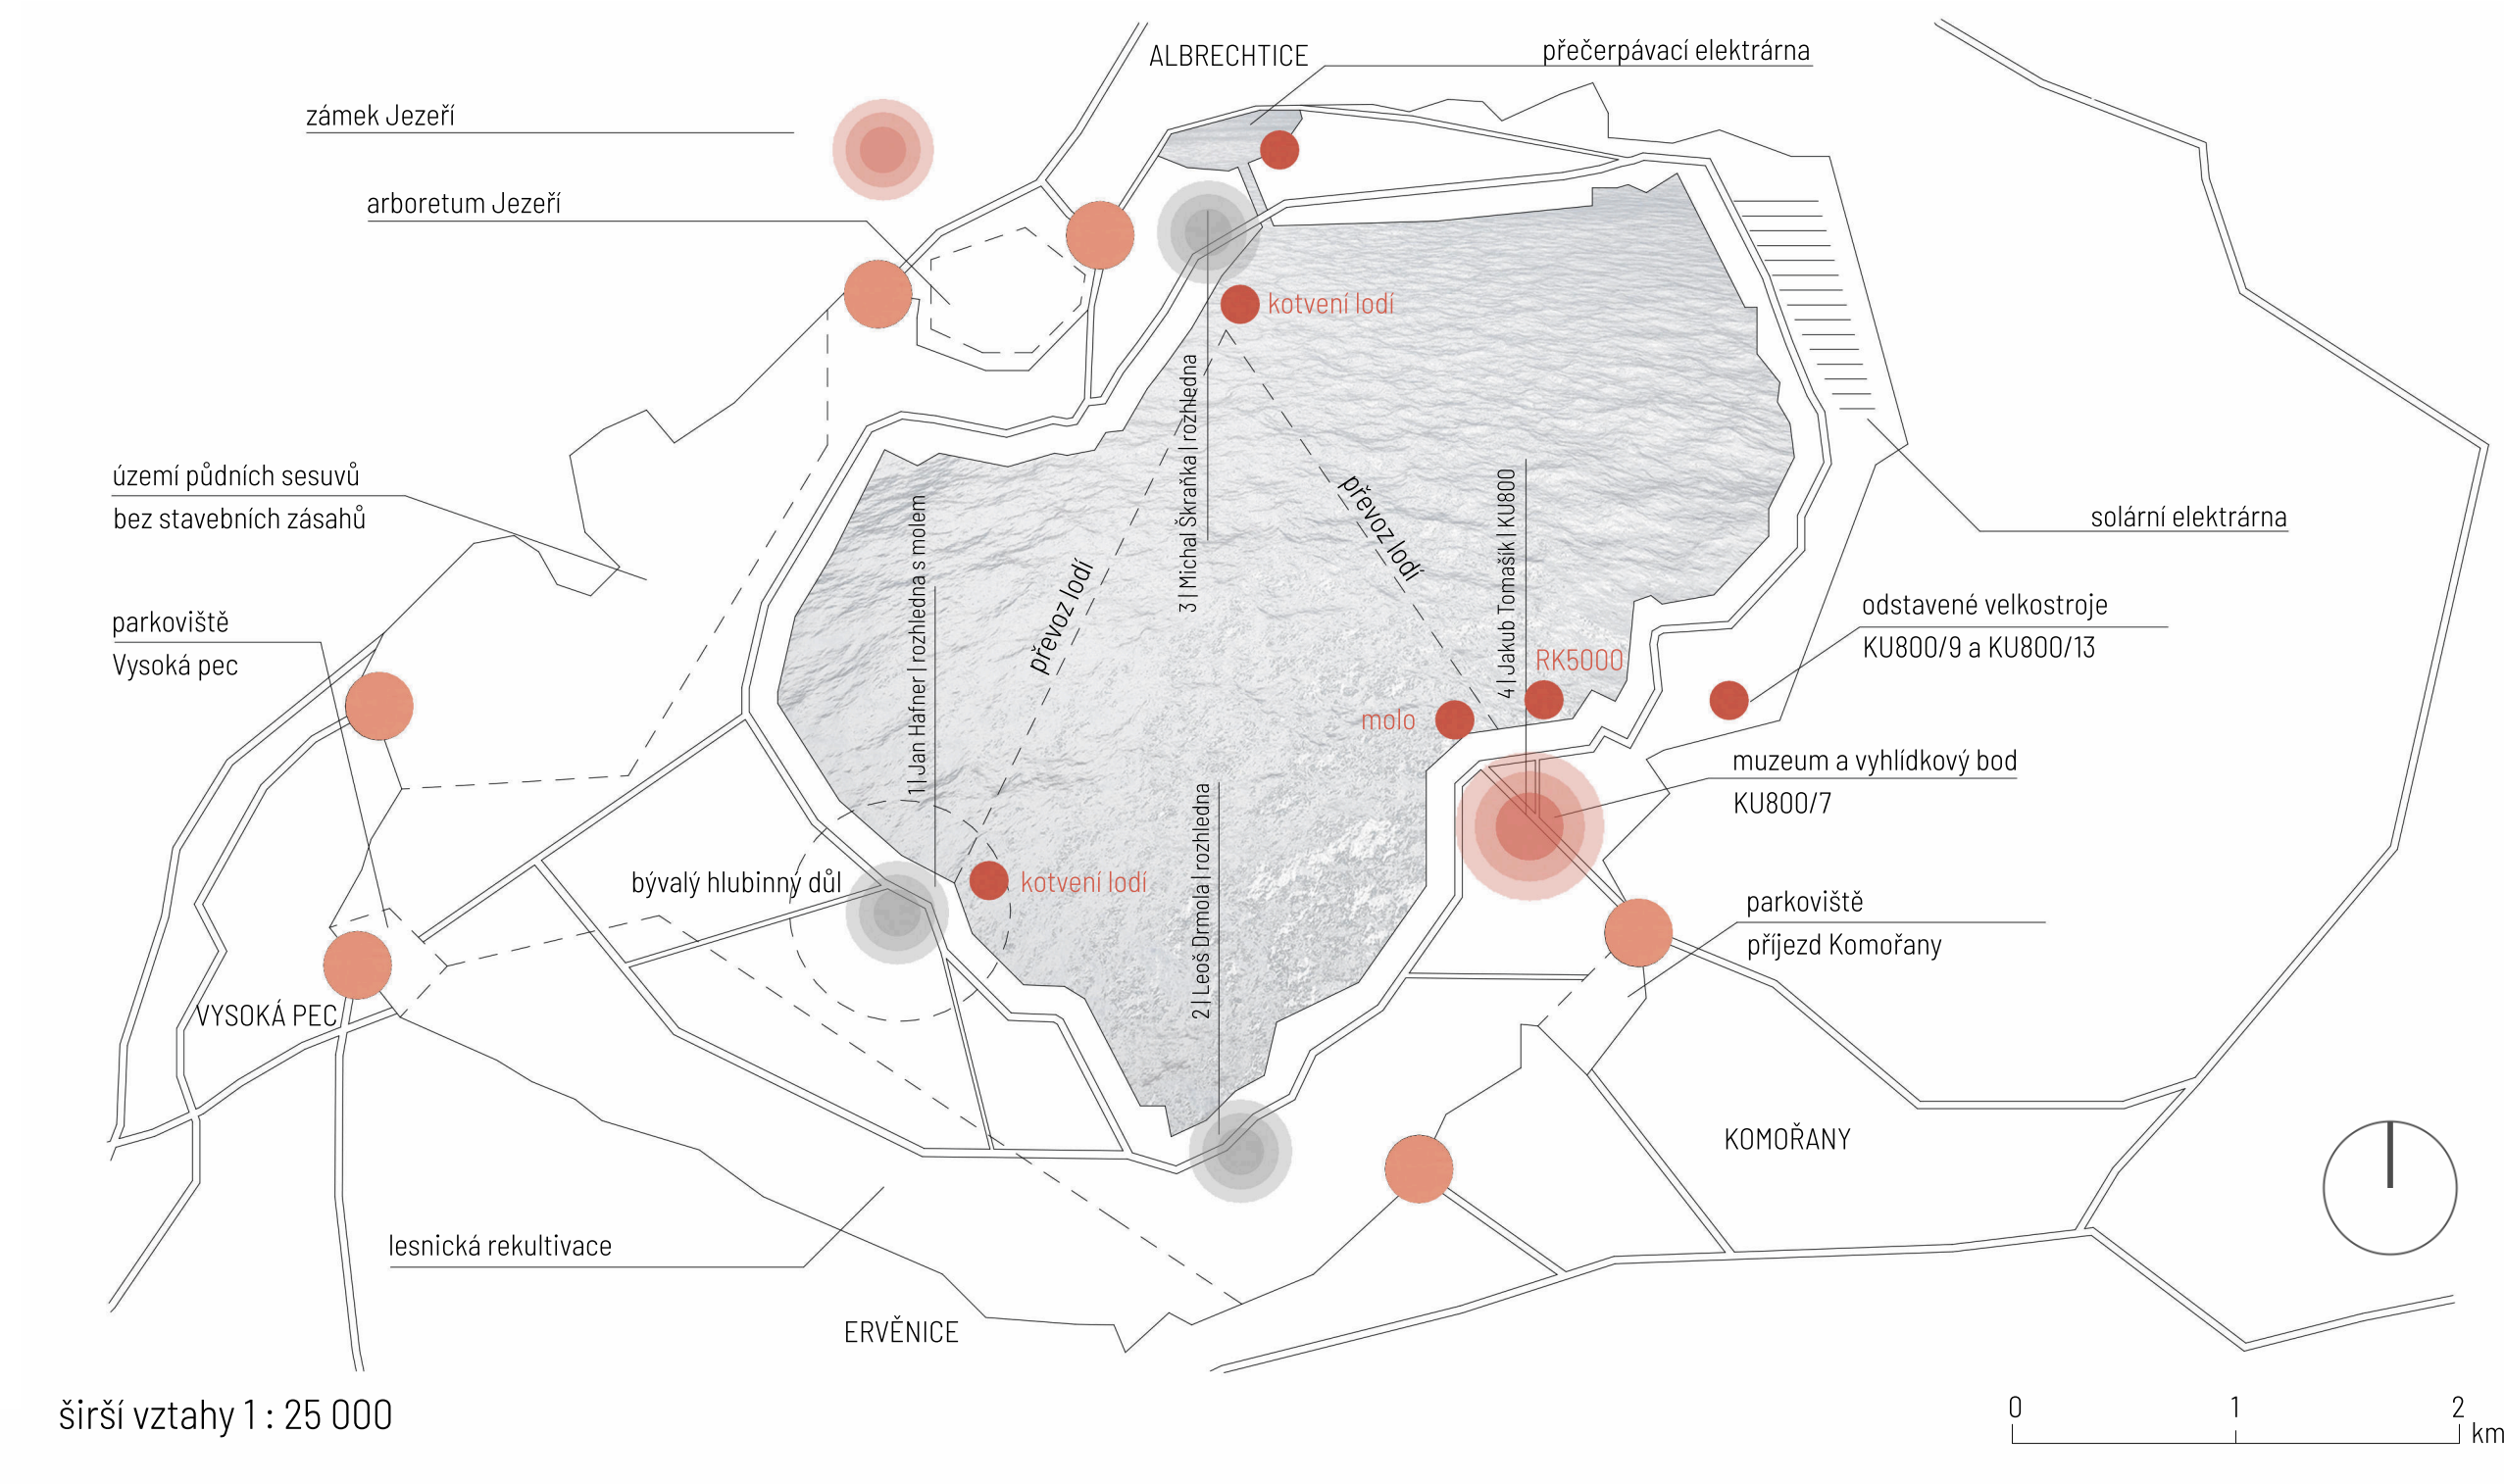 ALBRECHTICE
přečerpávací elektrárna
zámek Jezeří
arboretum Jezeří
kotvení lodí
území půdních sesuvů
bez stavebních zásahů
3 | Michal Škraňka | rozhledna
převoz lodí
4 | Jakub Tomašík | KU800
solární elektrárna
1 | Jan Hafner | rozhledna s molem
převoz lodí
parkoviště
Vysoká pec
odstavené velkostroje
KU800/9 a KU800/13
RK5000
molo
muzeum a vyhlídkový bod
KU800/7
bývalý hlubinný důl
kotvení lodí
2 | Leoš Drmola | rozhledna
parkoviště
příjezd Komořany
VYSOKÁ PEC
KOMOŘANY
lesnická rekultivace
ERVĚNICE
širší vztahy 1 : 25 000
0 1 2
km